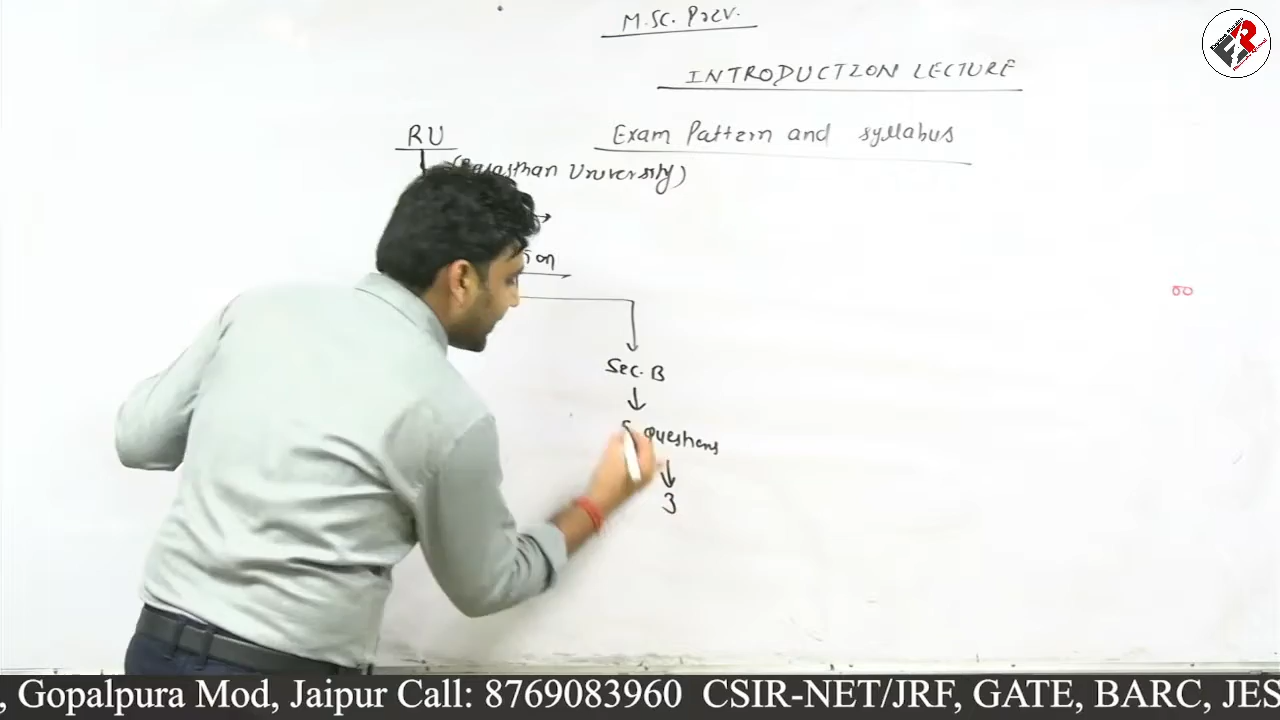 M.SC. Prev.
INTRODUCTION LECTURE
RU
Exam Pattern and syllabus
(Rajasthan University)
Sec. B
Questions
3
, Gopalpura Mod, Jaipur Call: 8769083960 CSIR-NET/JRF, GATE, BARC, JES